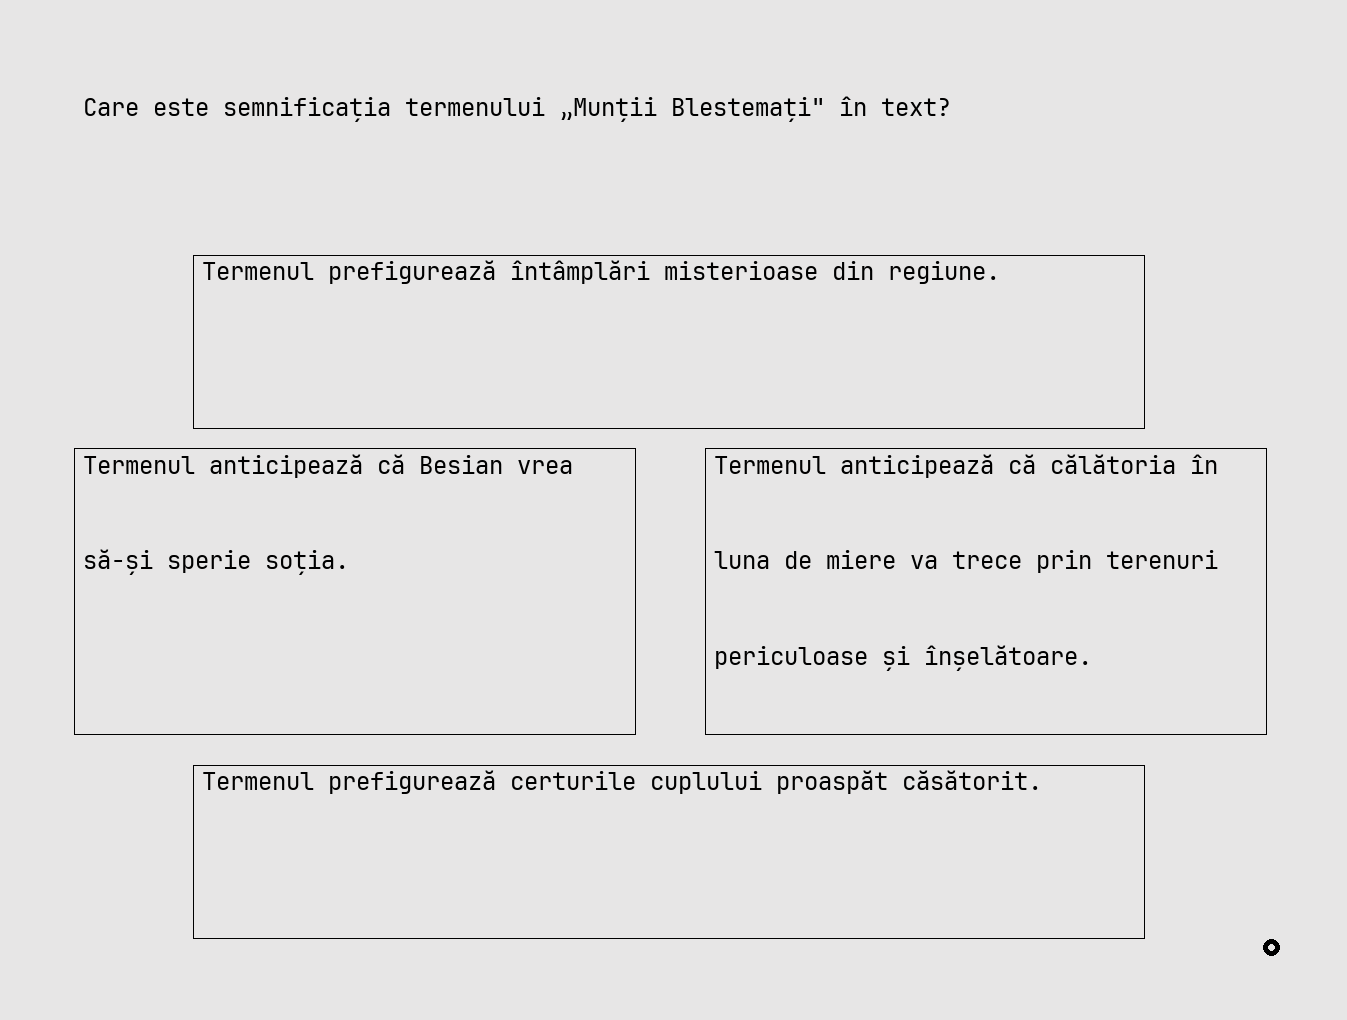 Care este semnificația termenului „Munții Blestemați" în text?
Termenul prefigurează întâmplări misterioase din regiune.
Termenul anticipează că Besian vrea
să-și sperie soția.
Termenul anticipează că călătoria în
luna de miere va trece prin terenuri
periculoase și înșelătoare.
Termenul prefigurează certurile cuplului proaspăt căsătorit.